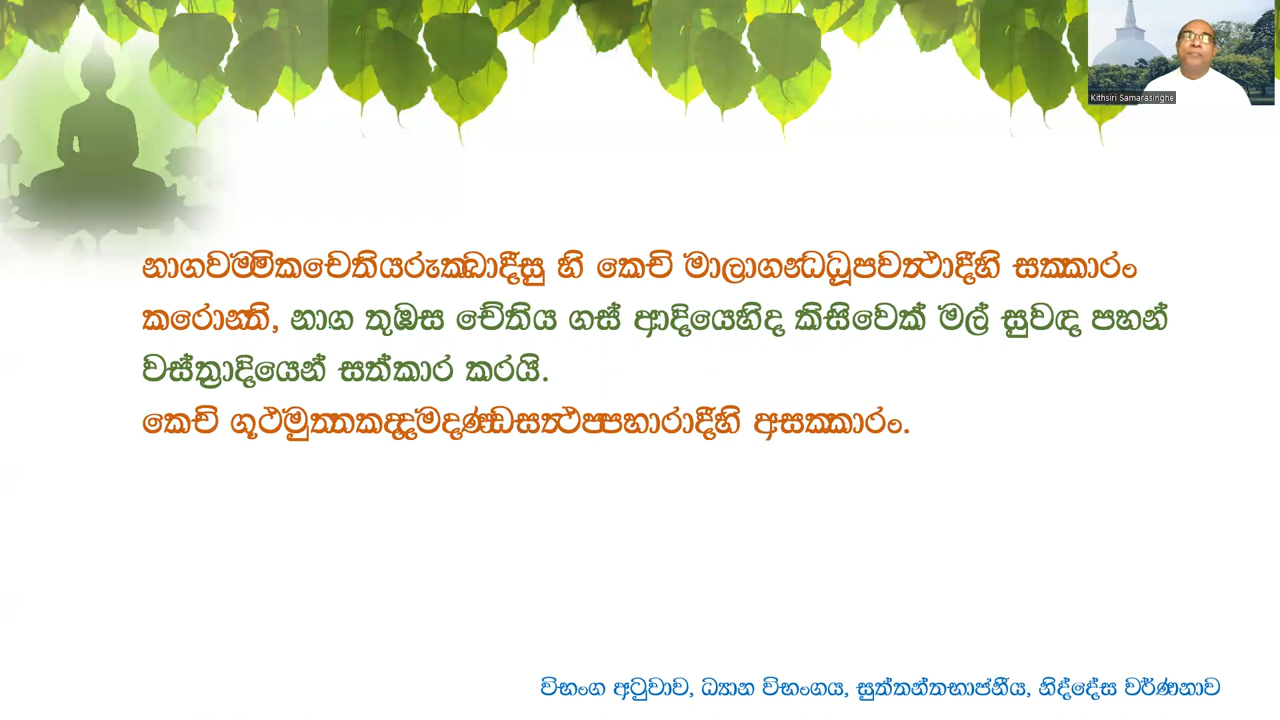 Kithsiri Samarasinghe
නාගවම්මිකචෙතියරුක්ඛාදීසු හි කෙචි මාලාගන්ධධූපවත්ථාදීහි සක්කාරං
කරොන්ති, නාග තුඹස චේතිය ගස් ආදියෙහිද කිසිවෙක් මල් සුවඳ පහන්
වස්ත්‍රාදියෙන් සත්කාර කරයි.
කෙචි ගූථමුත්තකද්දමදණ්ඩසත්ථප්පහාරාදීහි අසක්කාරං.
විභංග අටුවාව, ධ්‍යාන විභංගය, සුත්තන්තභාජනීය, නිද්දේස වර්ණනාව